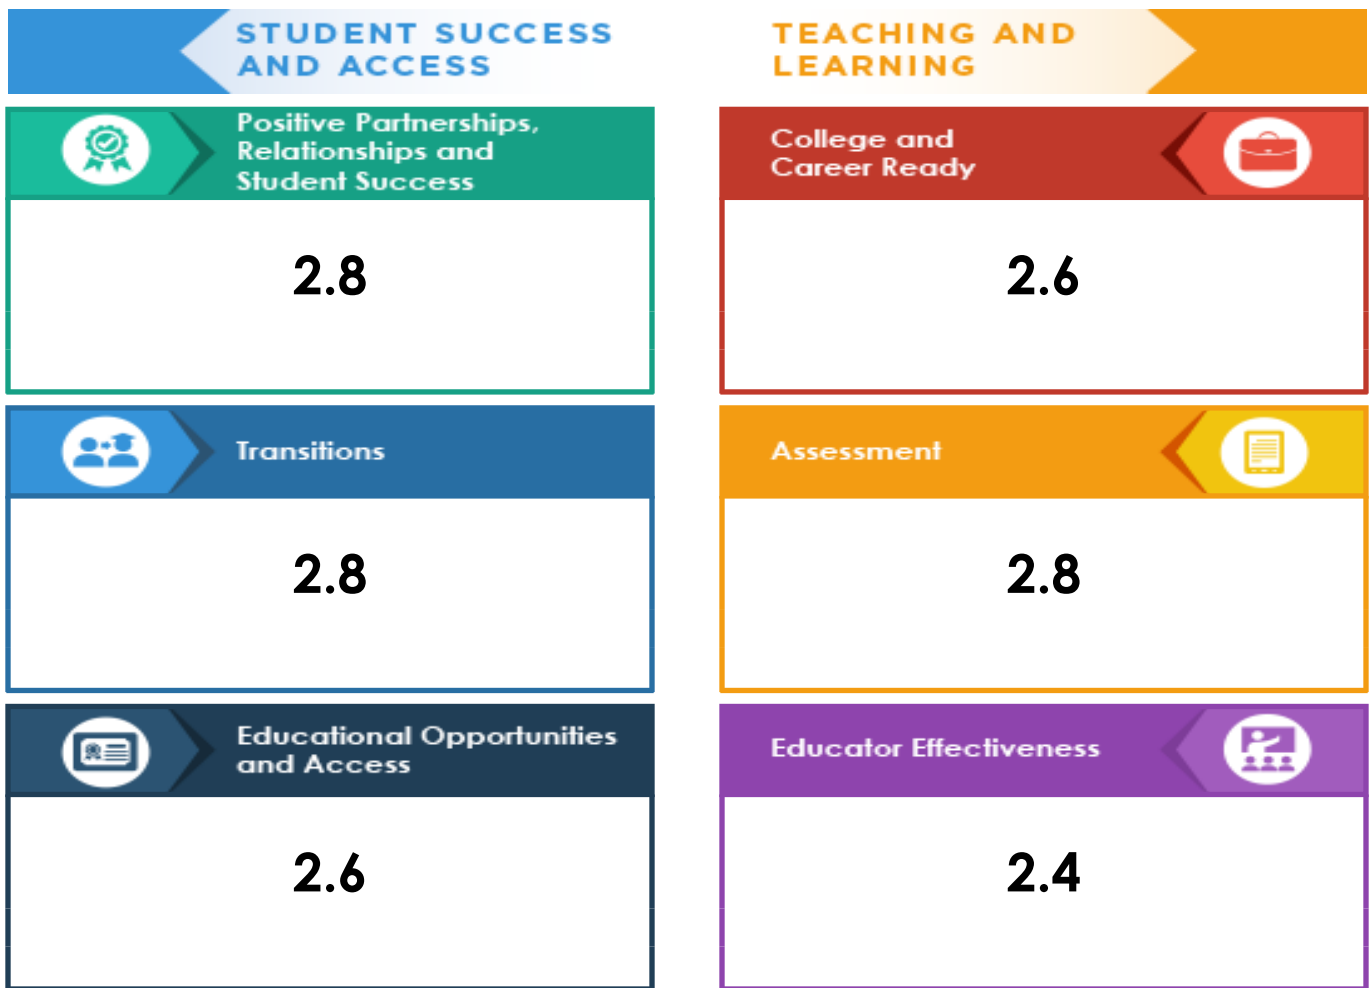 STUDENT SUCCESS
AND ACCESS
Positive Partnerships,
Relationships and
Student Success
2.8
Transitions
2.8
Educational Opportunities
and Access
2.6
TEACHING AND
LEARNING
College and
Career Ready
2.6
Assessment
2.8
Educator Effectiveness
2.4